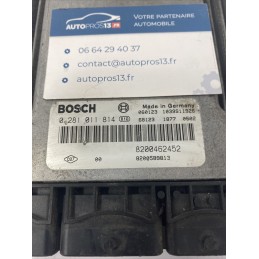 AUTOPROS13.FR
VOTRE PARTENAIRE
AUTOMOBILE
06 64 29 40 37
contact@autopros13.fr
autopros13.fr
BOSCH
Made in Germany
0 281 011 814
8200462452
00